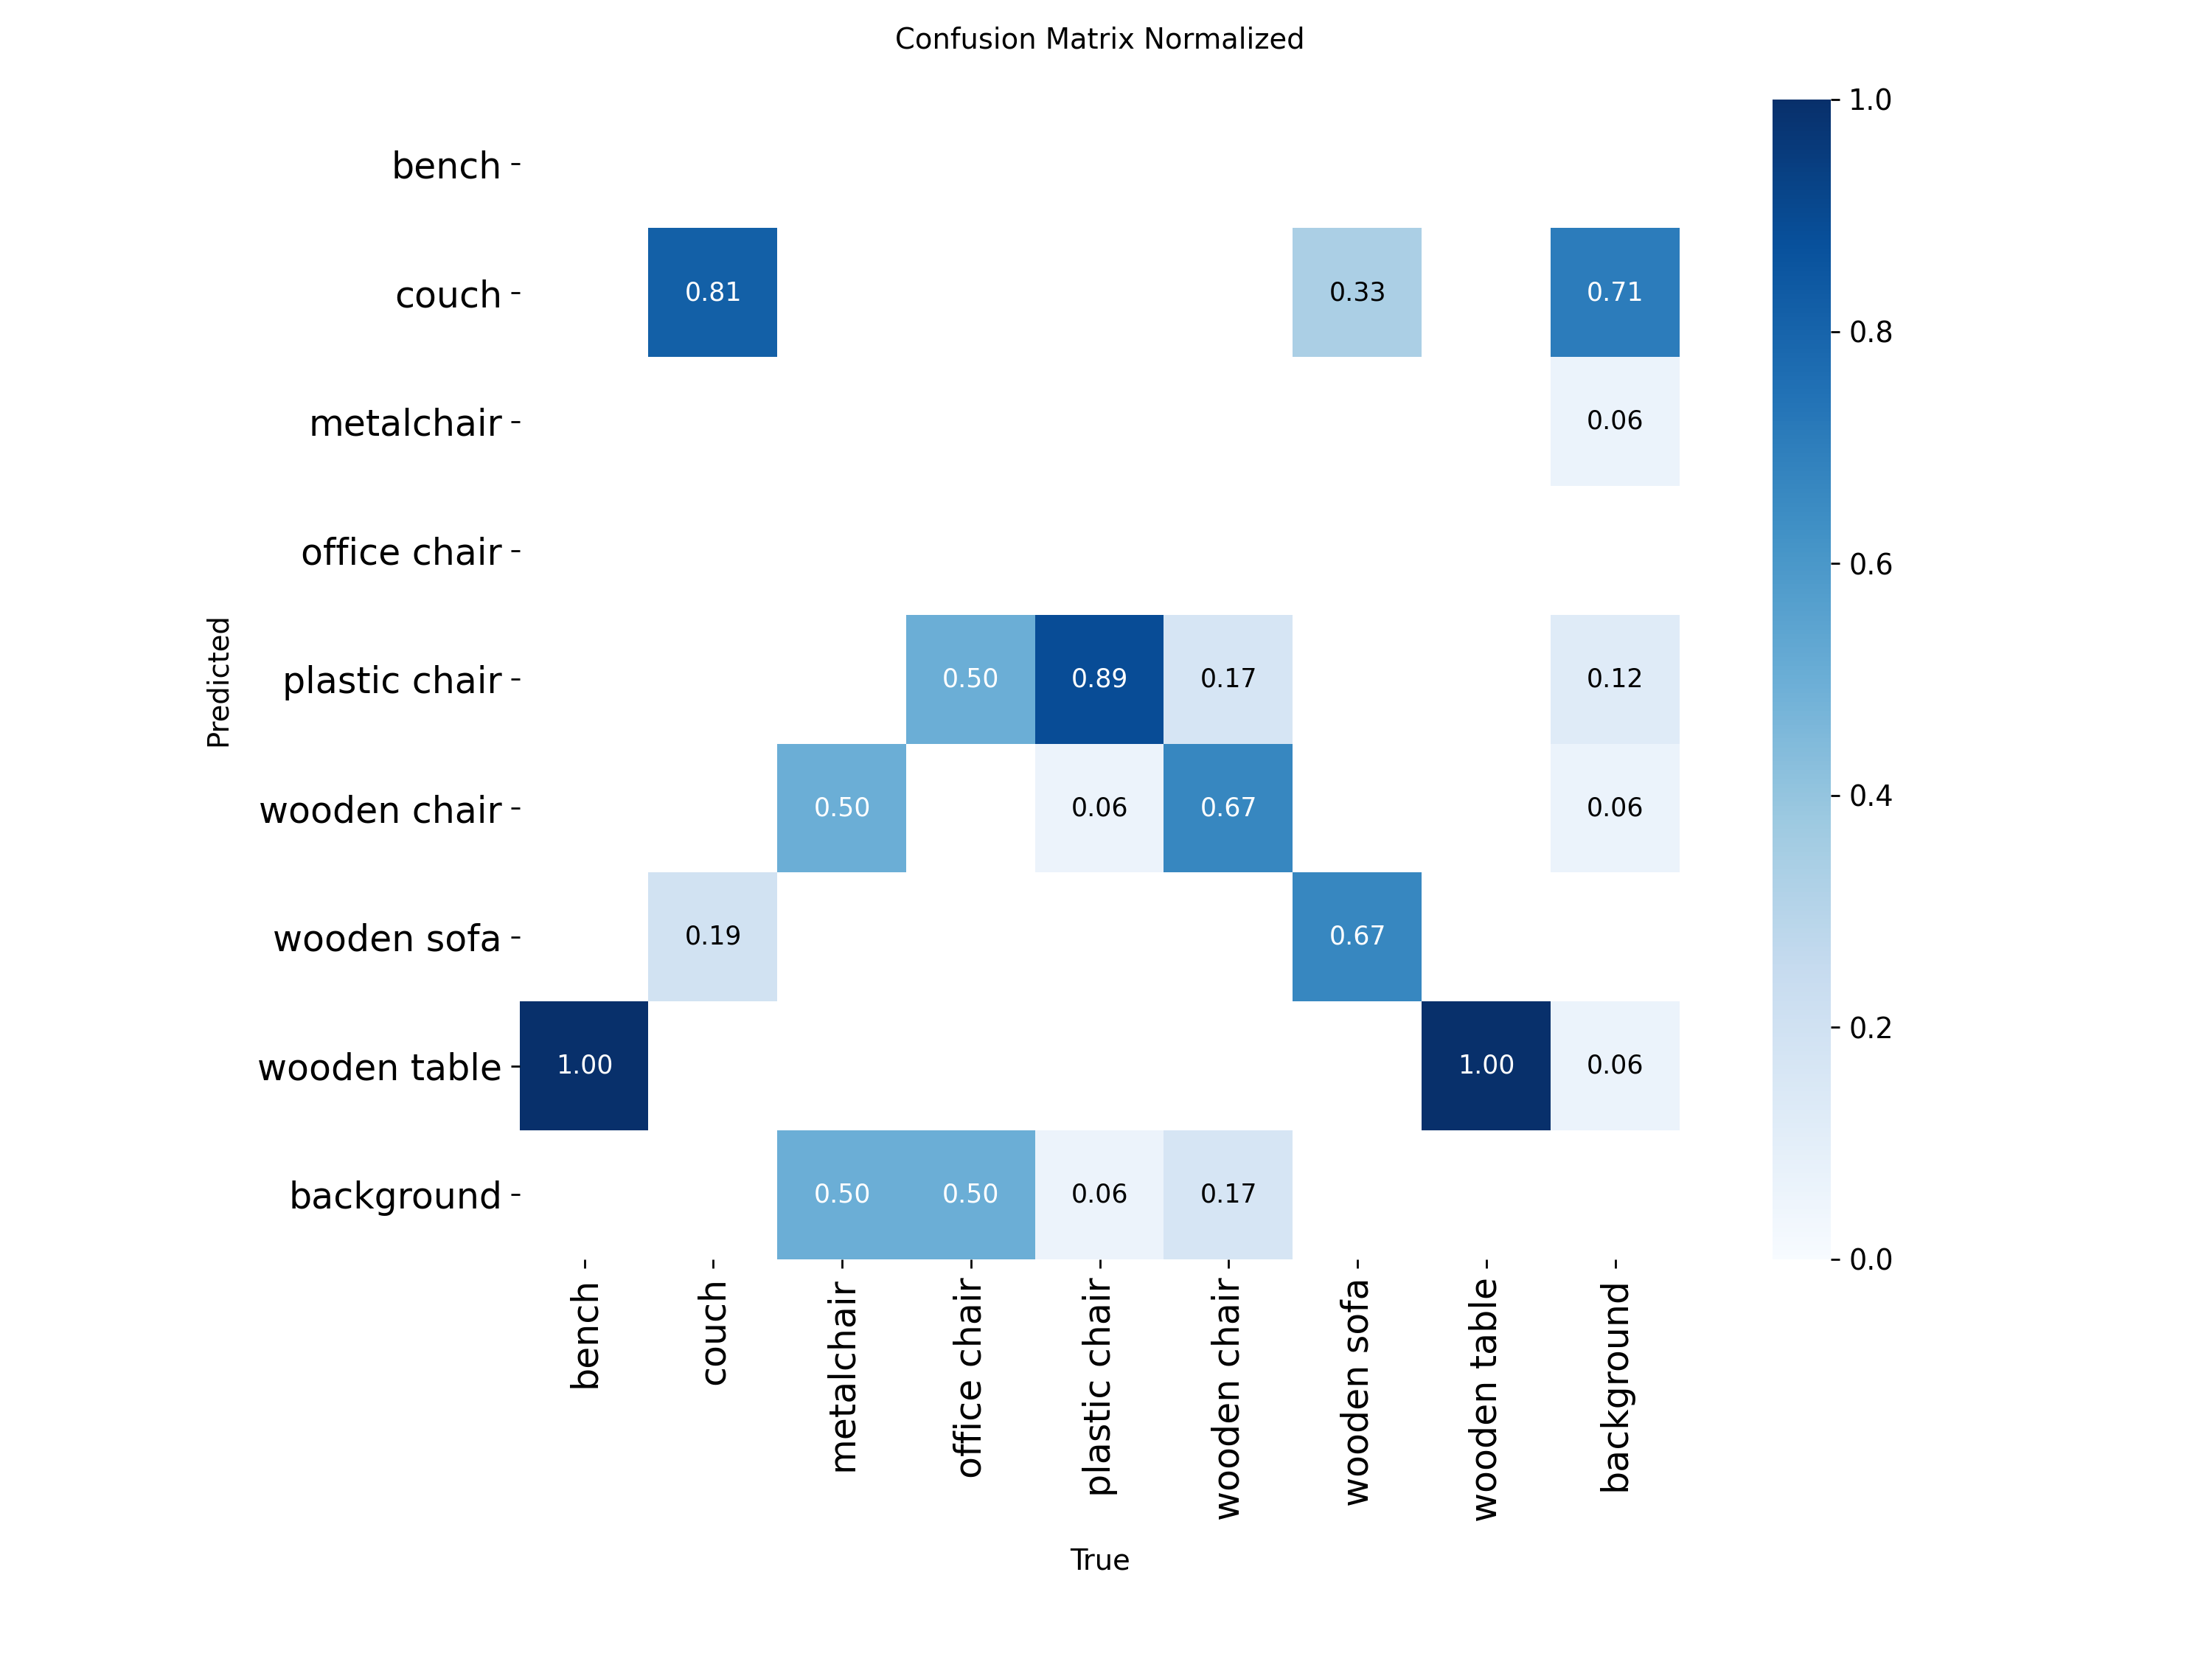 Confusion Matrix Normalized
bench
couch 0.81 0.33 0.71
metalchair 0.06
office chair
plastic chair 0.50 0.89 0.17 0.12
wooden chair 0.50 0.06 0.67 0.06
wooden sofa 0.19 0.67
wooden table 1.00 1.00 0.06
background 0.50 0.50 0.06 0.17
Predicted
bench couch metalchair office chair plastic chair wooden chair wooden sofa wooden table background
True
1.0
0.8
0.6
0.4
0.2
0.0